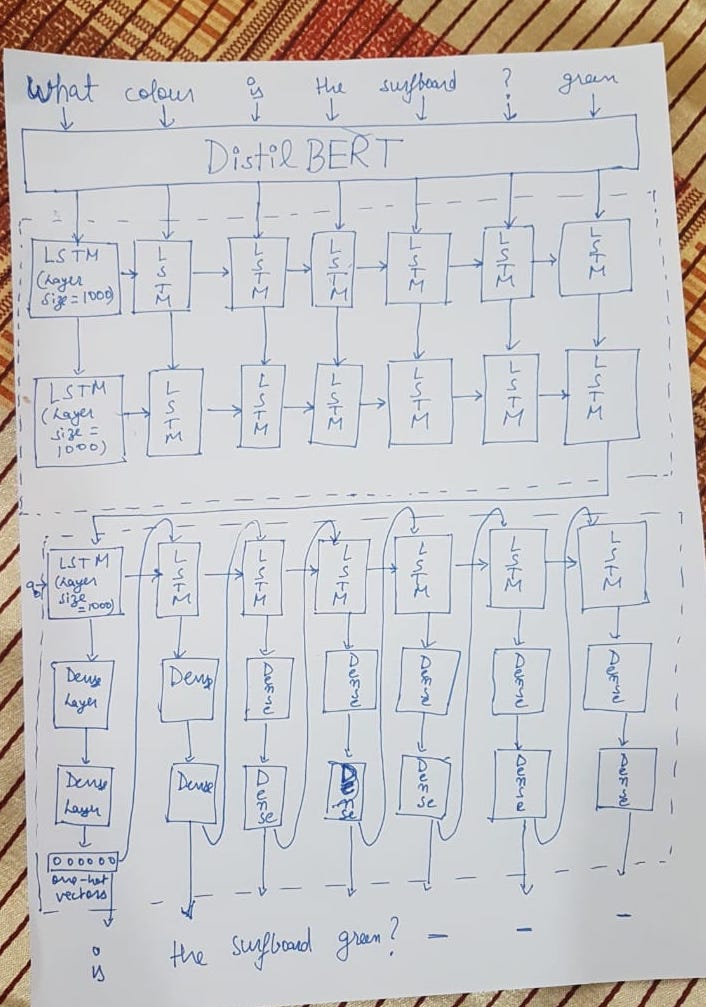 What colour is the surfboard ? green
DistilBERT
LSTM (Layer size=1000) LSTM LSTM LSTM LSTM LSTM LSTM
LSTM (Layer size=1000) LSTM LSTM LSTM LSTM LSTM LSTM
a0 LSTM (Layer size=1000) LSTM LSTM LSTM LSTM LSTM LSTM
Dense Layer Dense Dense Dense Dense Dense Dense
Dense Layer Dense Dense Dense Dense Dense Dense
000000
one-hot vectors
is the surfboard green? – – –